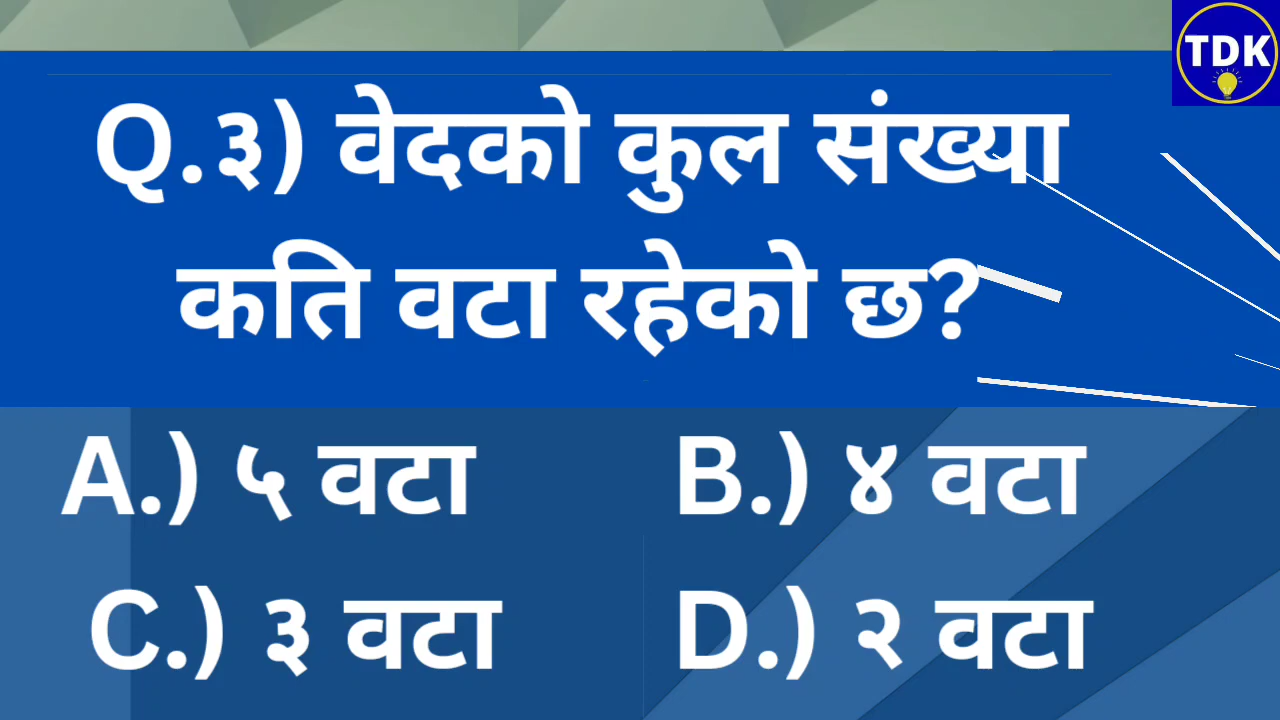 TDK
Q.३) वेदको कुल संख्या
कति वटा रहेको छ?
A.) ५ वटा
B.) ४ वटा
C.) ३ वटा
D.) २ वटा